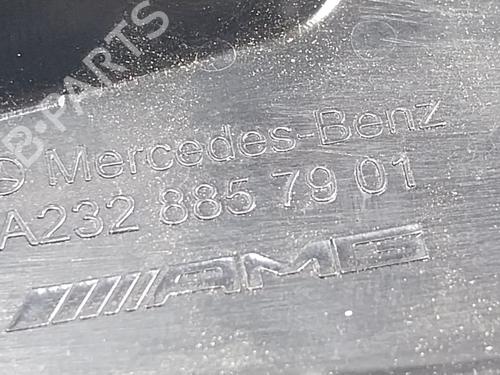 B-PARTS
Mercedes-Benz
A232 885 79 01
AMG